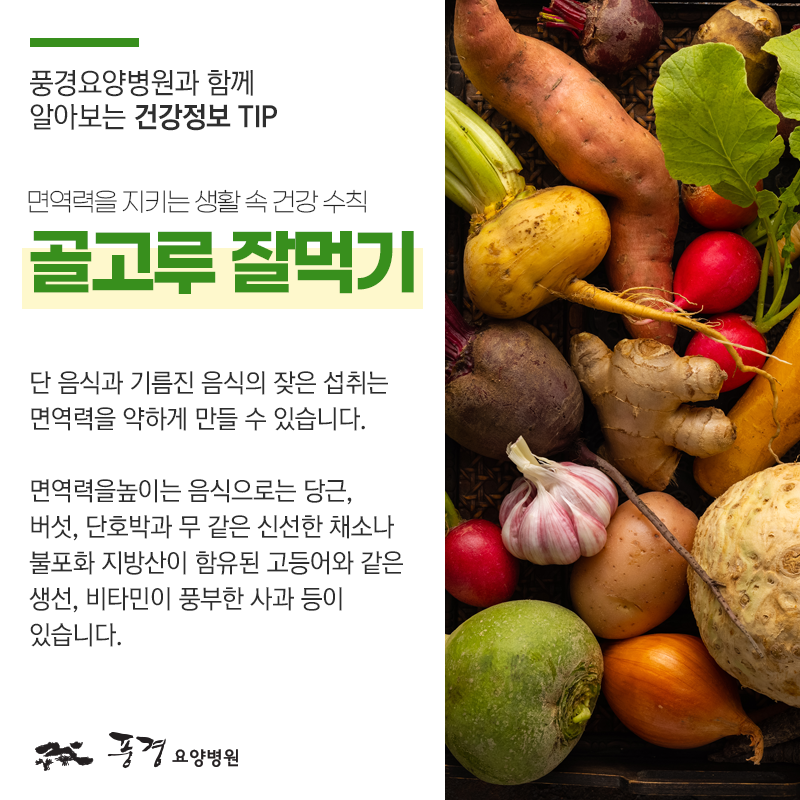 풍경요양병원과 함께
알아보는 건강정보 TIP
면역력을 지키는 생활 속 건강 수칙
골고루 잘먹기
단 음식과 기름진 음식의 잦은 섭취는
면역력을 약하게 만들 수 있습니다.
면역력을높이는 음식으로는 당근,
버섯, 단호박과 무 같은 신선한 채소나
불포화 지방산이 함유된 고등어와 같은
생선, 비타민이 풍부한 사과 등이
있습니다.
풍경 요양병원